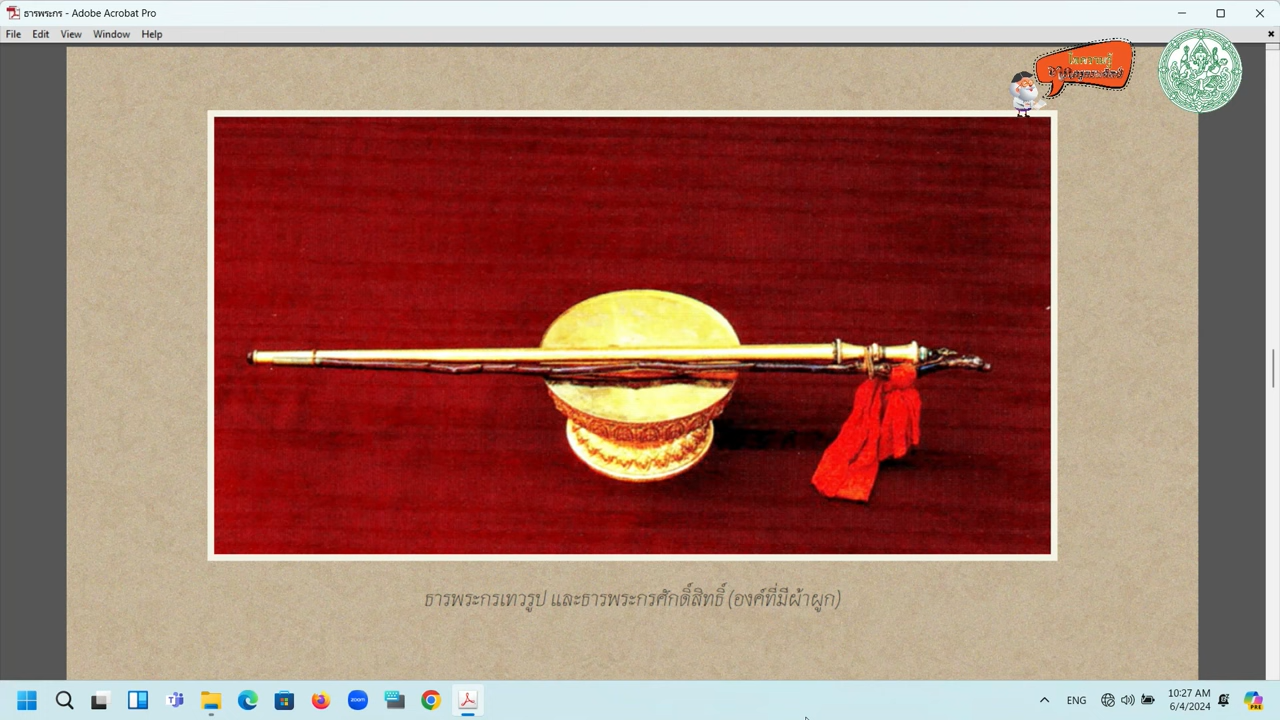 ธารพระกร - Adobe Acrobat Pro
File Edit View Window Help
ธารพระกรเทวรูป และธารพระกรศักดิ์สิทธิ์ (องค์ที่มีผ้าผูก)
zoom
ENG
10:27 AM
6/4/2024
PRE